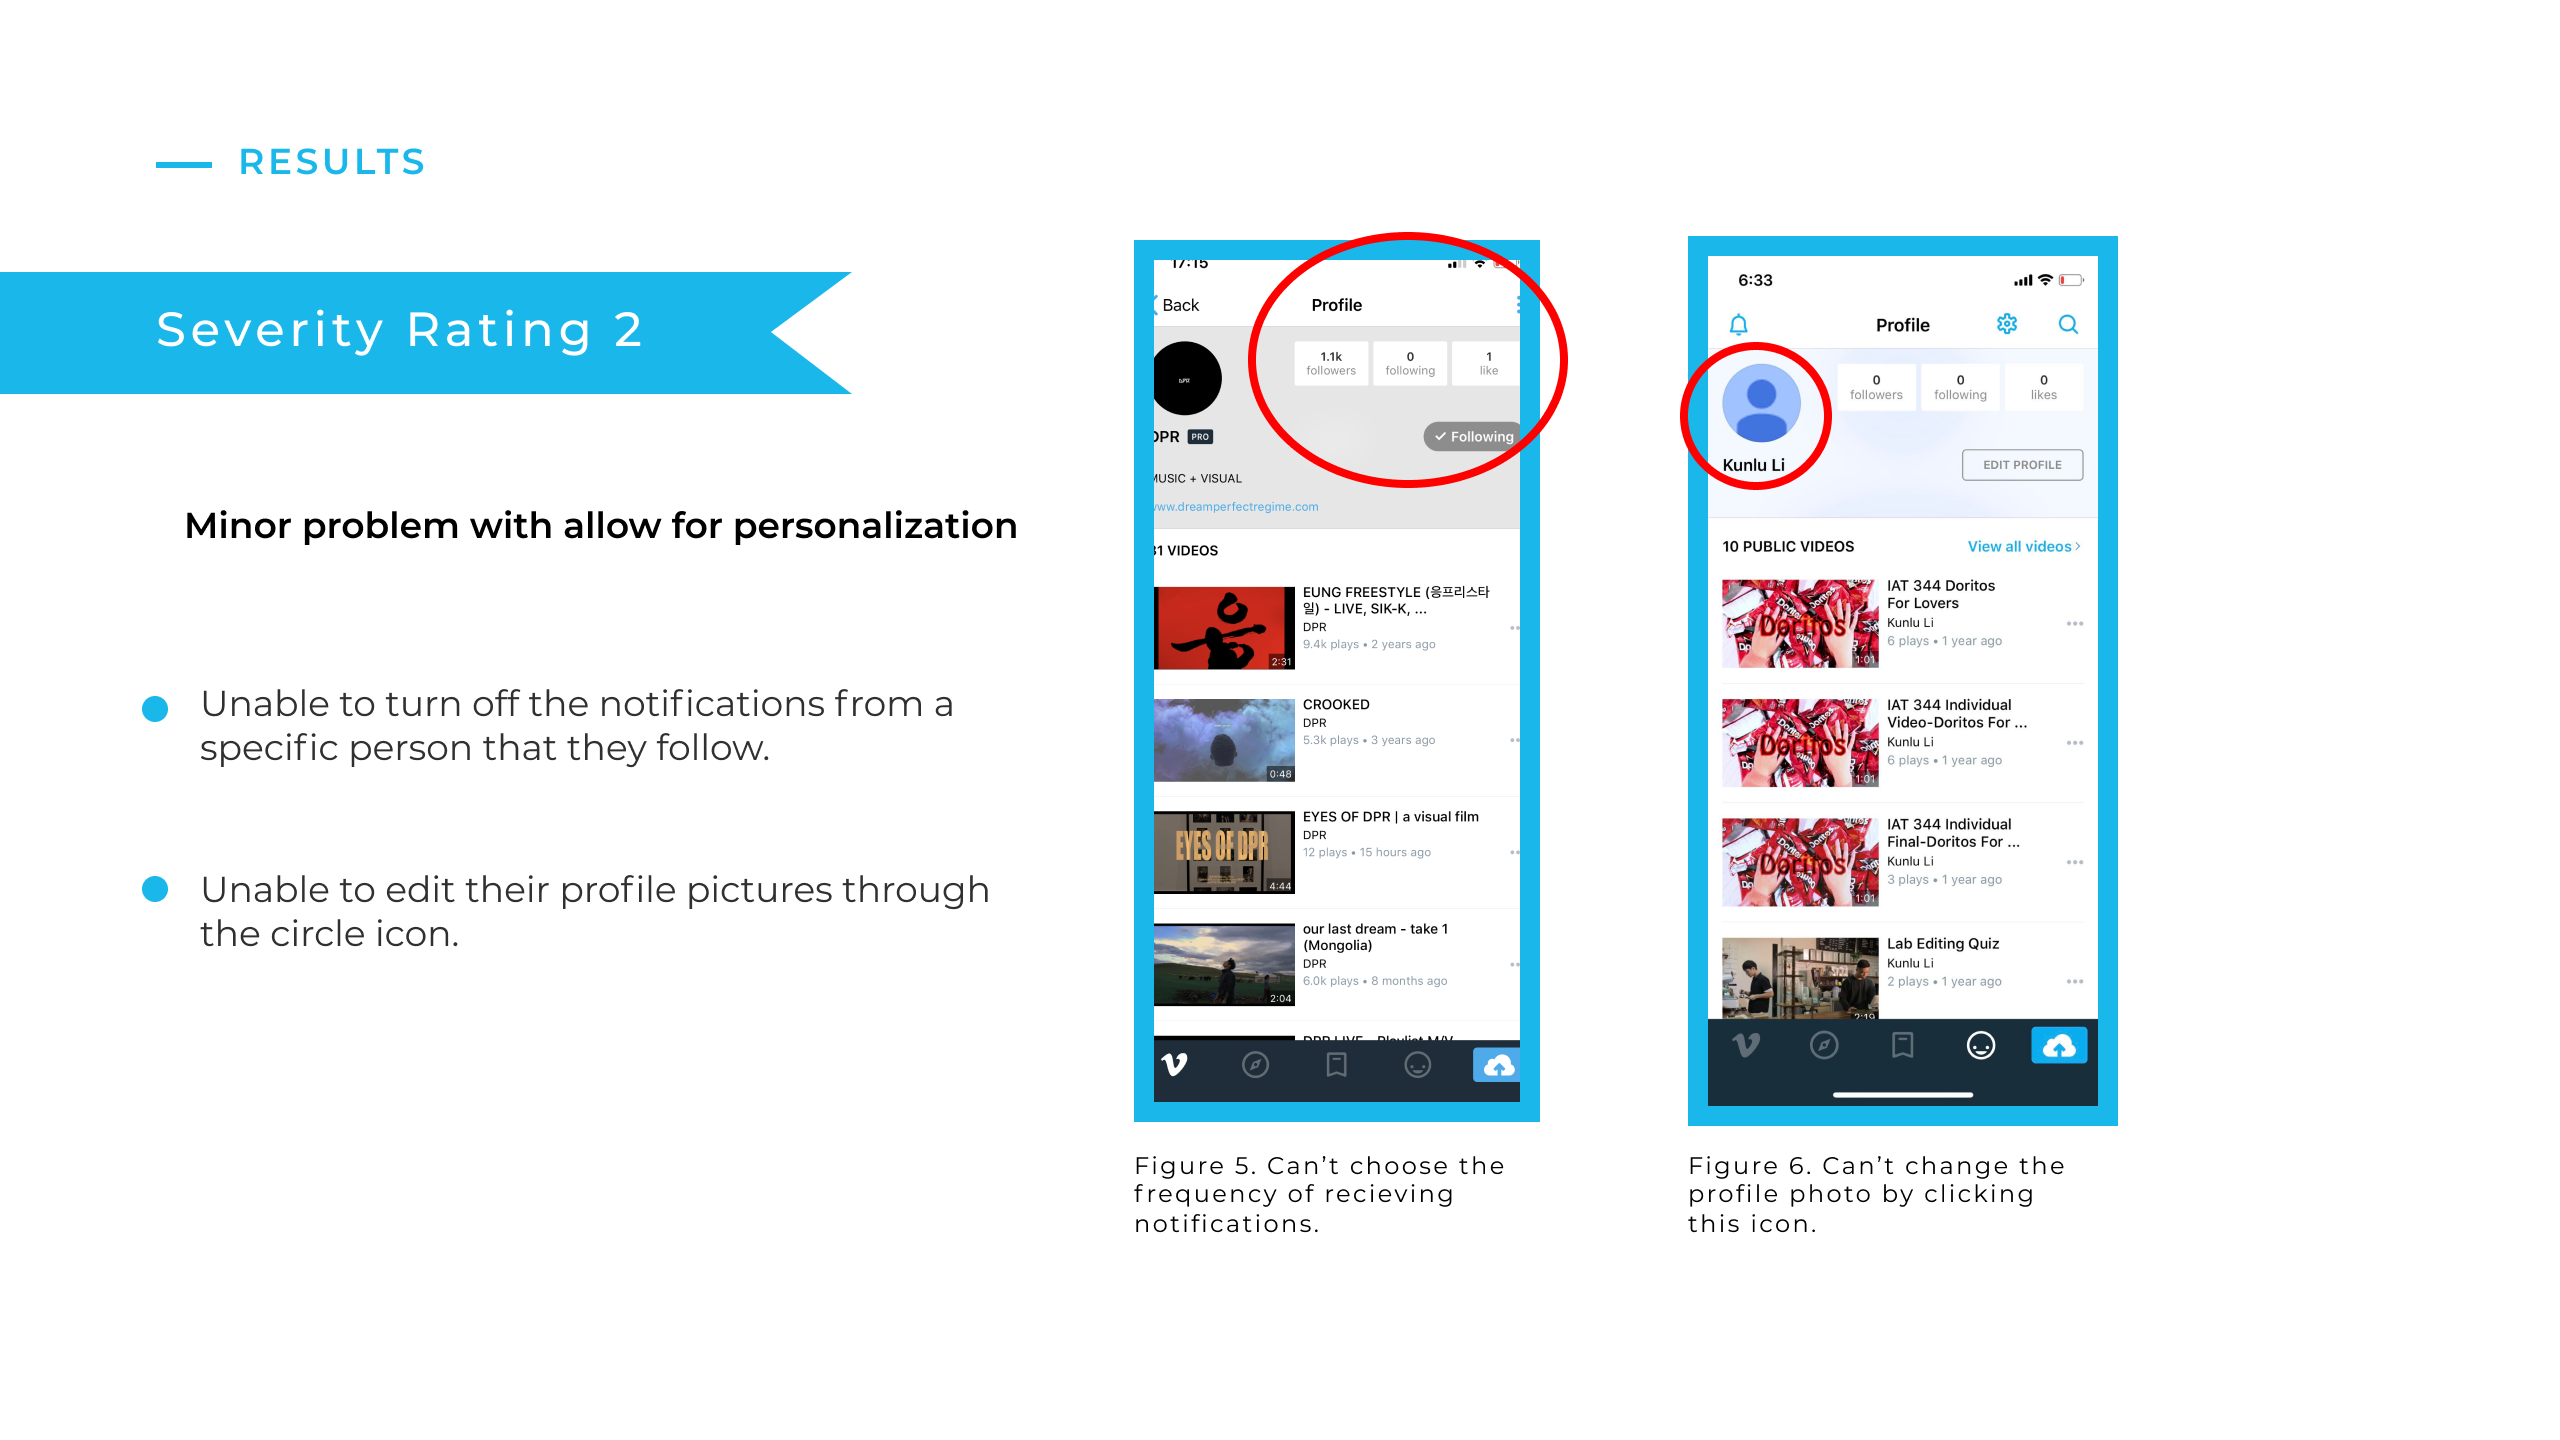 RESULTS
Severity Rating 2
Minor problem with allow for personalization
Unable to turn off the notifications from a
specific person that they follow.
Unable to edit their profile pictures through
the circle icon.
17:15
Back
Profile
1.1k
followers
0
following
1
like
DPR PRO
Following
MUSIC + VISUAL
www.dreamperfectregime.com
31 VIDEOS
EUNG FREESTYLE (응프리스타
일) - LIVE, SIK-K, ...
DPR
9.4k plays • 2 years ago
2:31
CROOKED
DPR
5.3k plays • 3 years ago
0:48
EYES OF DPR | a visual film
DPR
12 plays • 15 hours ago
EYES OF DPR
4:44
our last dream - take 1
(Mongolia)
DPR
6.0k plays • 8 months ago
2:04
DPR LIVE - Playlist M/V
Figure 5. Can’t choose the
frequency of recieving
notifications.
6:33
Profile
0
followers
0
following
0
likes
Kunlu Li
EDIT PROFILE
10 PUBLIC VIDEOS
View all videos
IAT 344 Doritos
For Lovers
Kunlu Li
6 plays • 1 year ago
Doritos
1:01
IAT 344 Individual
Video-Doritos For ...
Kunlu Li
6 plays • 1 year ago
Doritos
1:01
IAT 344 Individual
Final-Doritos For ...
Kunlu Li
3 plays • 1 year ago
Doritos
1:01
Lab Editing Quiz
Kunlu Li
2 plays • 1 year ago
2:19
Figure 6. Can’t change the
profile photo by clicking
this icon.